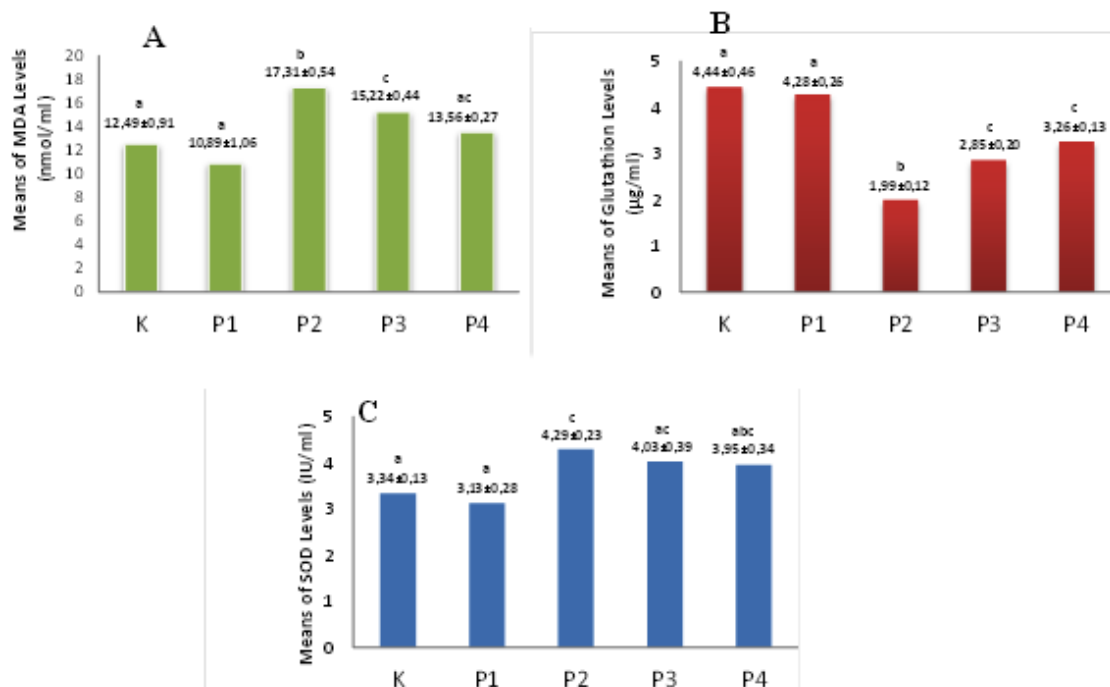 A
Means of MDA Levels
(nmol/ml)
20
18
16
14
12
10
8
6
4
2
0
a
12,49±0,91
a
10,89±1,06
b
17,31±0,54
c
15,22±0,44
ac
13,56±0,27
K P1 P2 P3 P4
B
Means of Glutathion Levels
(µg/ml)
5
4
3
2
1
0
a
4,44±0,46
a
4,28±0,26
b
1,99±0,12
c
2,85±0,20
c
3,26±0,13
K P1 P2 P3 P4
C
Means of SOD Levels (IU/ml)
5
4
3
2
1
0
a
3,34±0,13
a
3,13±0,28
c
4,29±0,23
ac
4,03±0,39
abc
3,95±0,34
K P1 P2 P3 P4